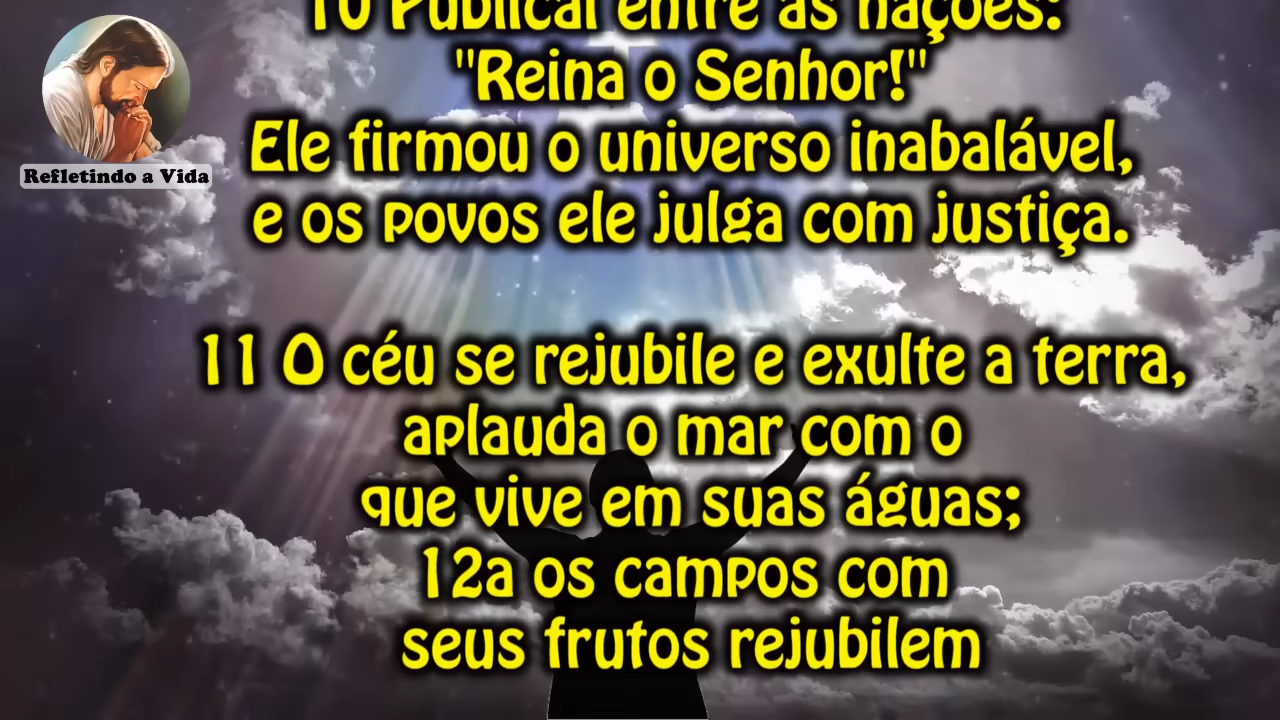 10 Publicai entre as nações:
"Reina o Senhor!"
Ele firmou o universo inabalável,
e os povos ele julga com justiça.
Refletindo a Vida
11 O céu se rejubile e exulte a terra,
aplauda o mar com o
que vive em suas águas;
12a os campos com
seus frutos rejubilem